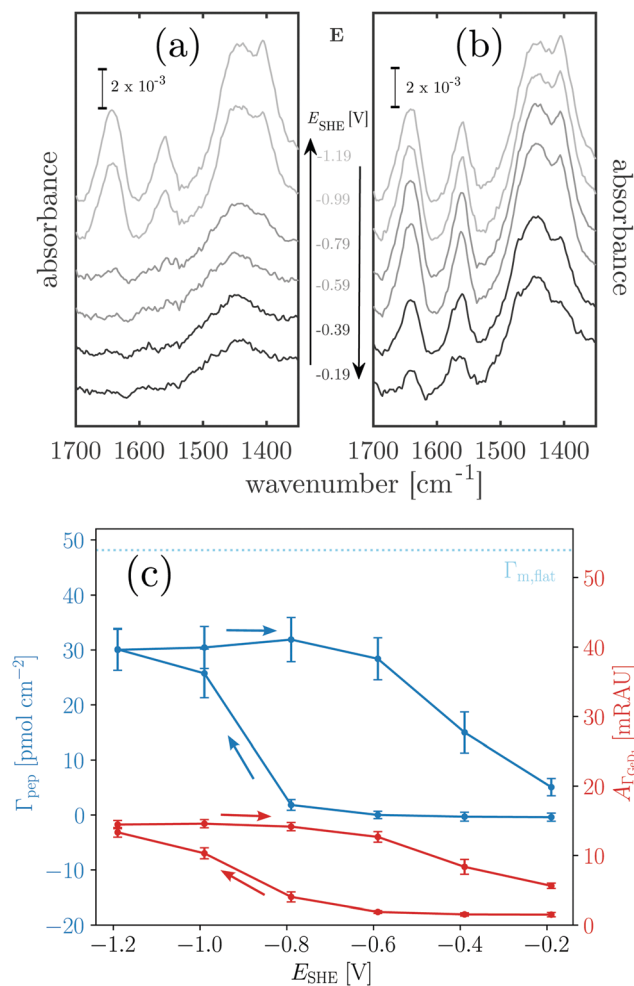 (a)
E
(b)
2 x 10⁻³
2 x 10⁻³
E_SHE [V]
-1.19
-0.99
-0.79
-0.59
-0.39
-0.19
absorbance
absorbance
1700 1600 1500 1400
1700 1600 1500 1400
wavenumber [cm⁻¹]
(c)
Γ_m,flat
50
40
30
20
10
0
−10
−20
Γ_pep [pmol cm⁻²]
50
40
30
20
10
0
[mRAU]
−1.2 −1.0 −0.8 −0.6 −0.4 −0.2
E_SHE [V]